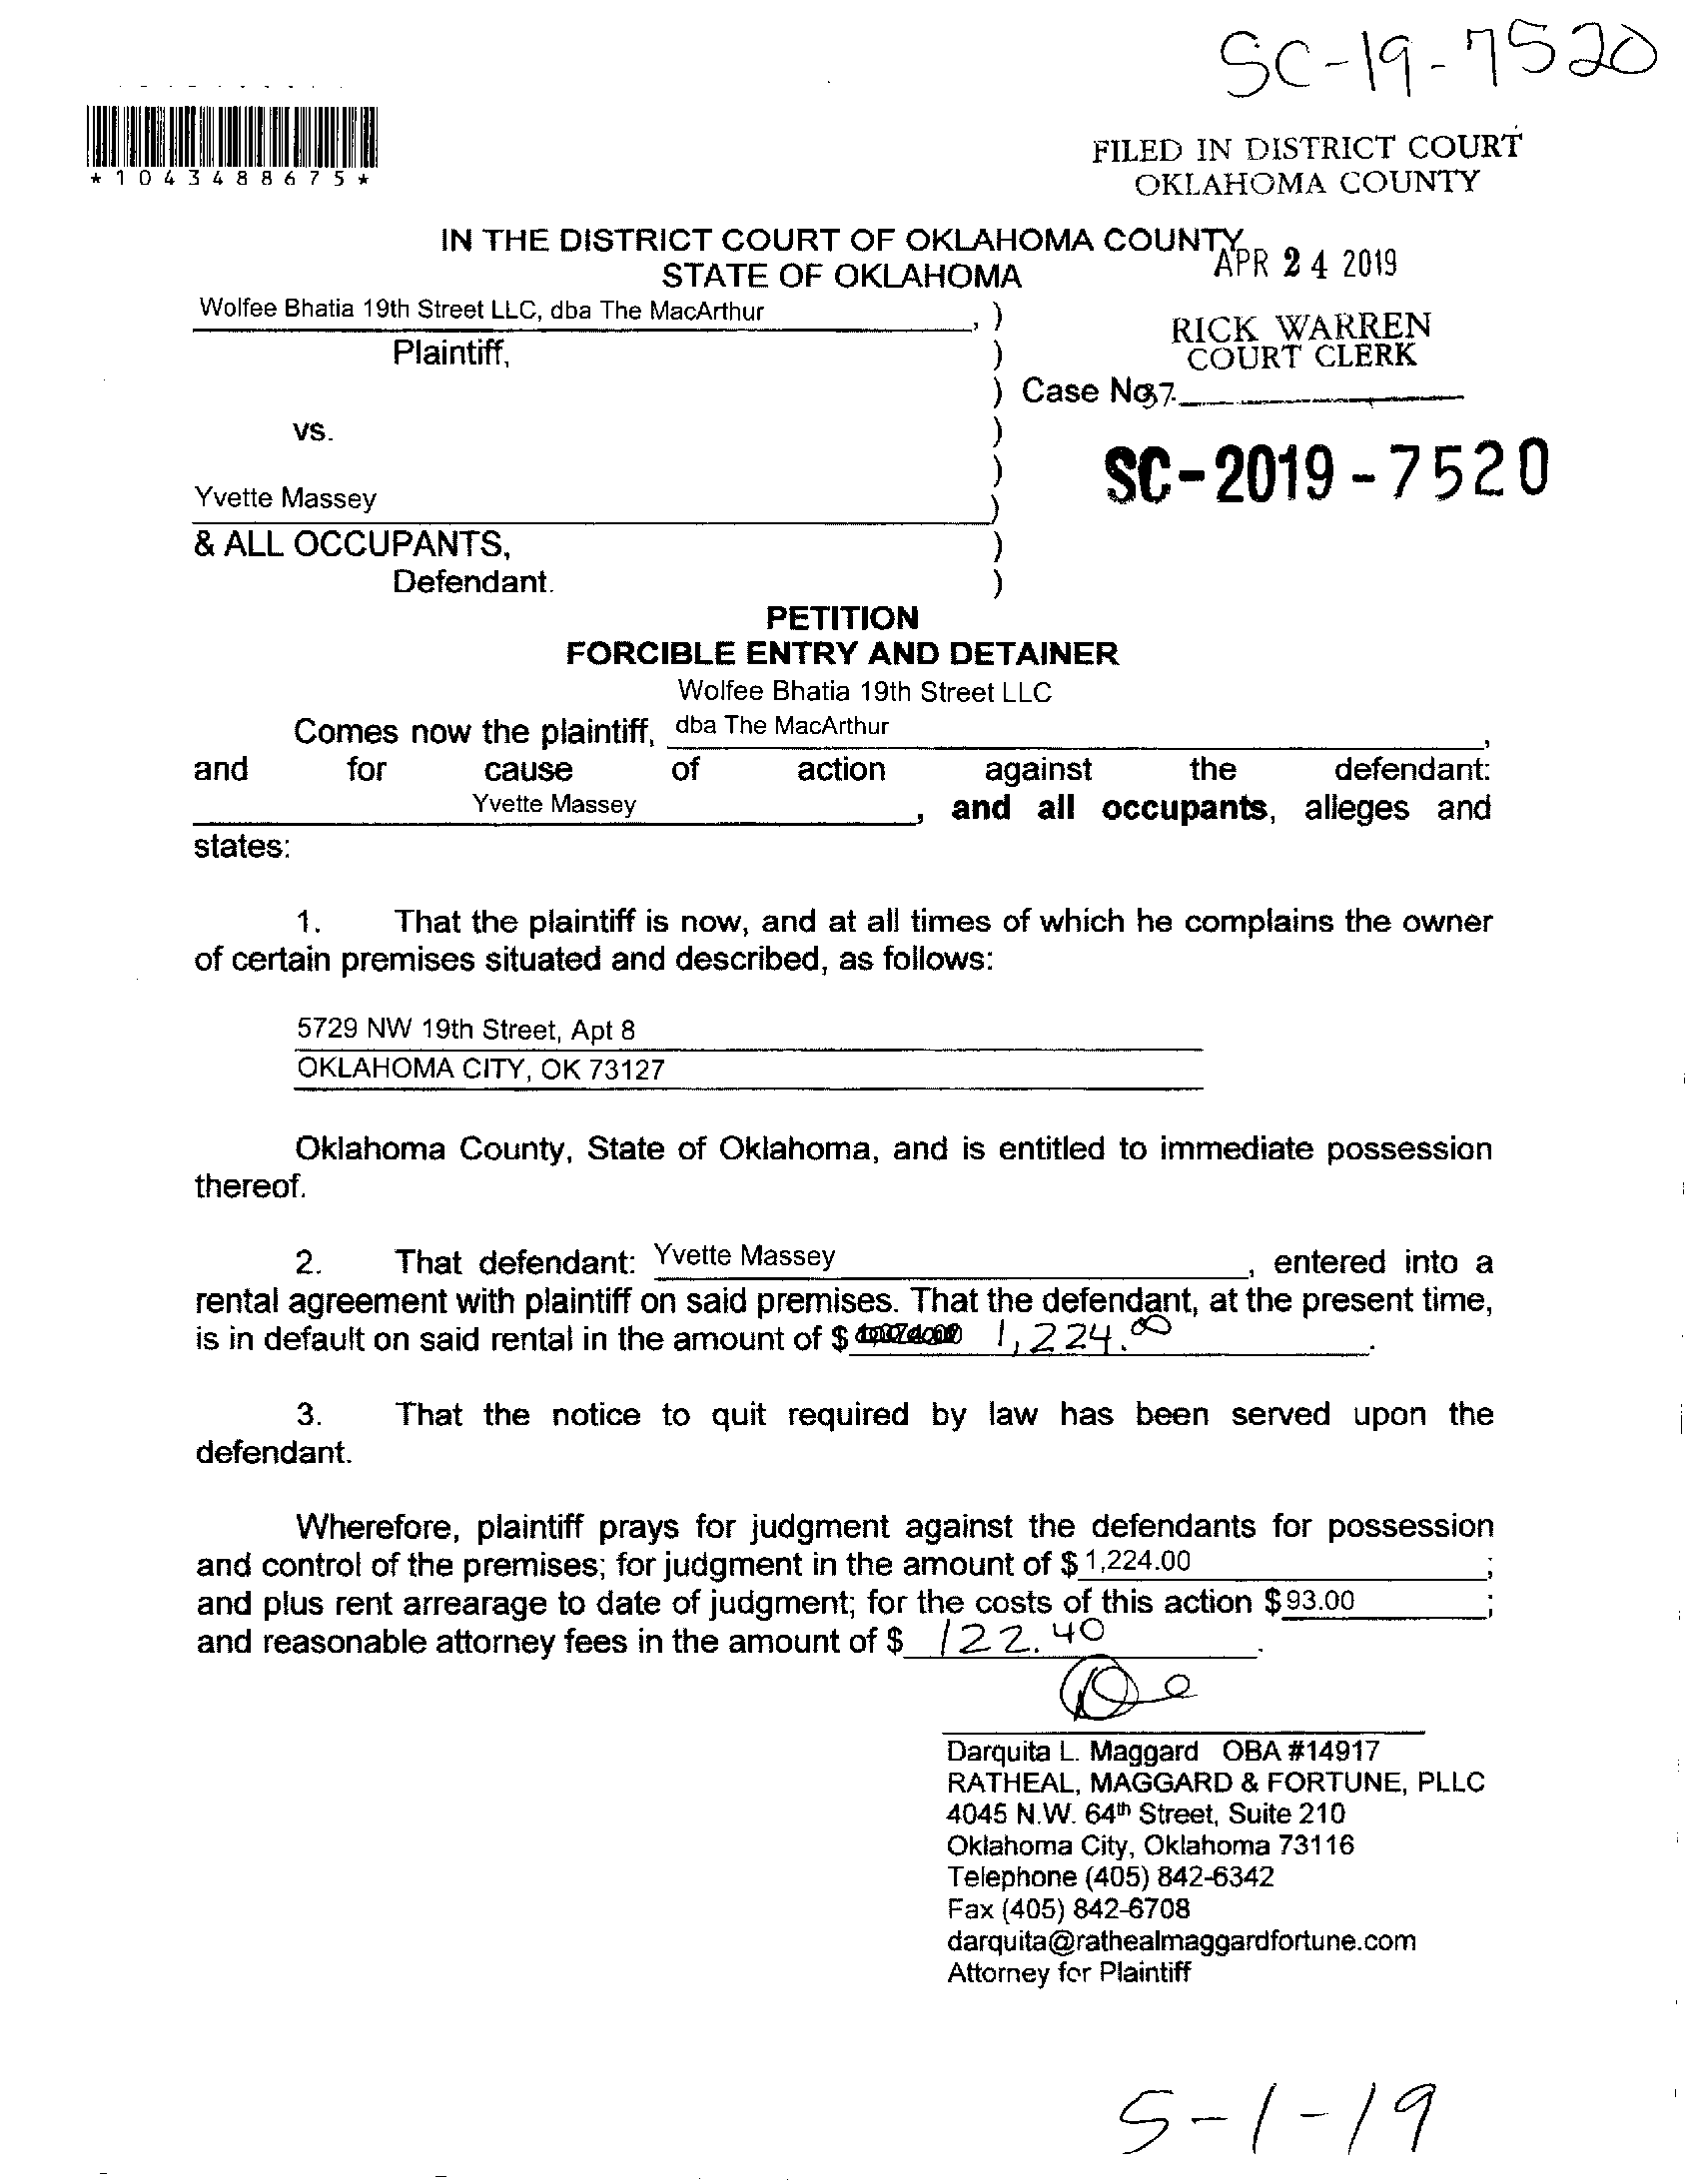 SC-19-7520
*1043488675*
FILED IN DISTRICT COURT
OKLAHOMA COUNTY
IN THE DISTRICT COURT OF OKLAHOMA COUNTY
STATE OF OKLAHOMA
APR 24 2019
Wolfee Bhatia 19th Street LLC, dba The MacArthur , )
RICK WARREN
COURT CLERK
Plaintiff, )
) Case No.
37
vs. )
)
SC-2019-7520
Yvette Massey )
& ALL OCCUPANTS, )
Defendant. )
PETITION
FORCIBLE ENTRY AND DETAINER
Wolfee Bhatia 19th Street LLC
Comes now the plaintiff, dba The MacArthur ,
and for cause of action against the defendant:
Yvette Massey , and all occupants, alleges and
states:
1. That the plaintiff is now, and at all times of which he complains the owner
of certain premises situated and described, as follows:
5729 NW 19th Street, Apt 8
OKLAHOMA CITY, OK 73127
Oklahoma County, State of Oklahoma, and is entitled to immediate possession
thereof.
2. That defendant: Yvette Massey , entered into a
rental agreement with plaintiff on said premises. That the defendant, at the present time,
is in default on said rental in the amount of $ 1,224.00 .
3. That the notice to quit required by law has been served upon the
defendant.
Wherefore, plaintiff prays for judgment against the defendants for possession
and control of the premises; for judgment in the amount of $ 1,224.00 ;
and plus rent arrearage to date of judgment; for the costs of this action $ 93.00 ;
and reasonable attorney fees in the amount of $ 122.40 .
Darquita L. Maggard OBA #14917
RATHEAL, MAGGARD & FORTUNE, PLLC
4045 N.W. 64th Street, Suite 210
Oklahoma City, Oklahoma 73116
Telephone (405) 842-6342
Fax (405) 842-6708
darquita@rathealmaggardfortune.com
Attorney for Plaintiff
5-1-19